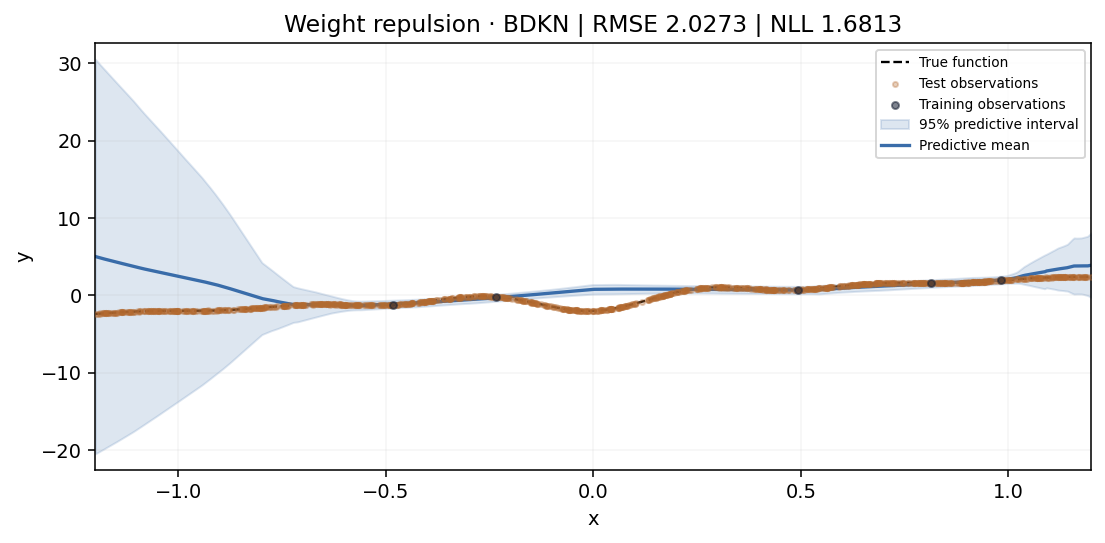 Weight repulsion · BDKN | RMSE 2.0273 | NLL 1.6813
True function
Test observations
Training observations
95% predictive interval
Predictive mean
30
20
10
0
−10
−20
y
−1.0
−0.5
0.0
0.5
1.0
x